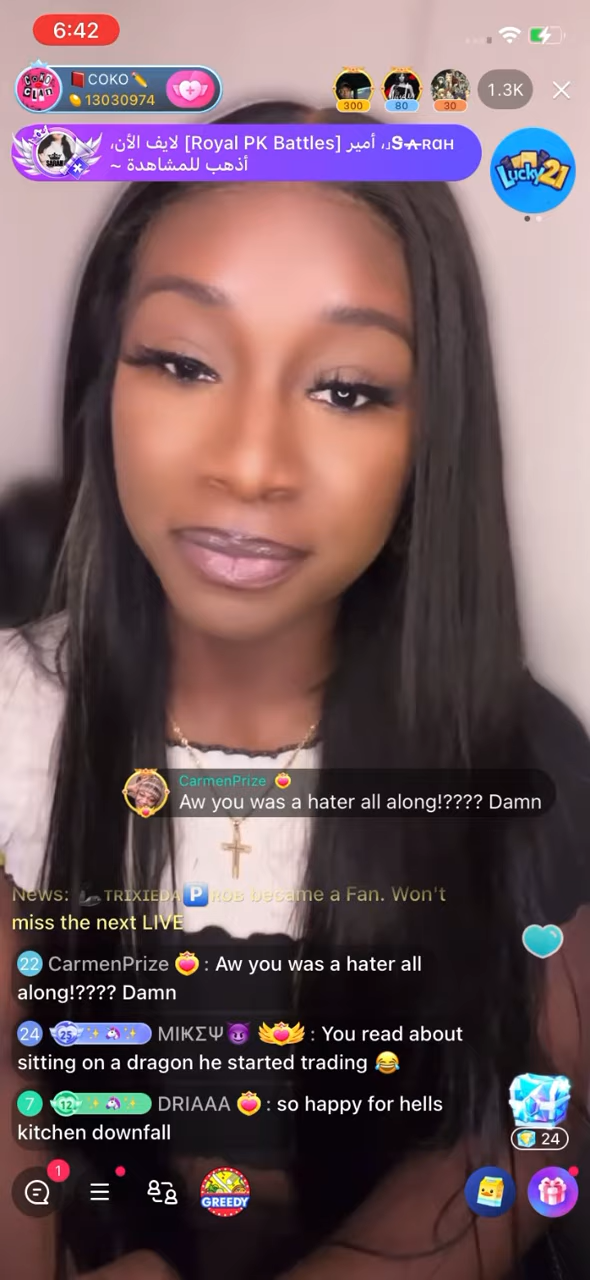 6:42
COKO
13030974
300
80
30
1.3K
SARAH, أمير [Royal PK Battles] لايف الأن،
أذهب للمشاهدة ~
Lucky21
CarmenPrize
Aw you was a hater all along!???? Damn
News: TRIXIEDA🅿️ROB became a Fan. Won't
miss the next LIVE
22 CarmenPrize : Aw you was a hater all
along!???? Damn
24 25 MIKΣΨ😈 : You read about
sitting on a dragon he started trading 😂
7 12 DRIAAA : so happy for hells
kitchen downfall
24
1
GREEDY